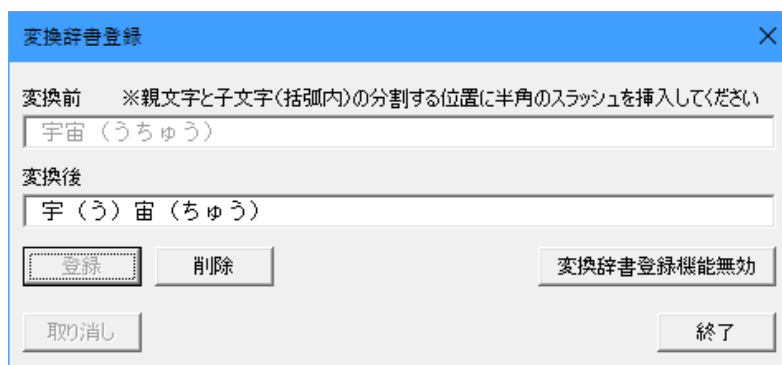 変換辞書登録
変換前 ※親文字と子文字(括弧内)の分割する位置に半角のスラッシュを挿入してください
宇宙(うちゅう)
変換後
宇(う)宙(ちゅう)
登録 削除 変換辞書登録機能無効
取り消し 終了